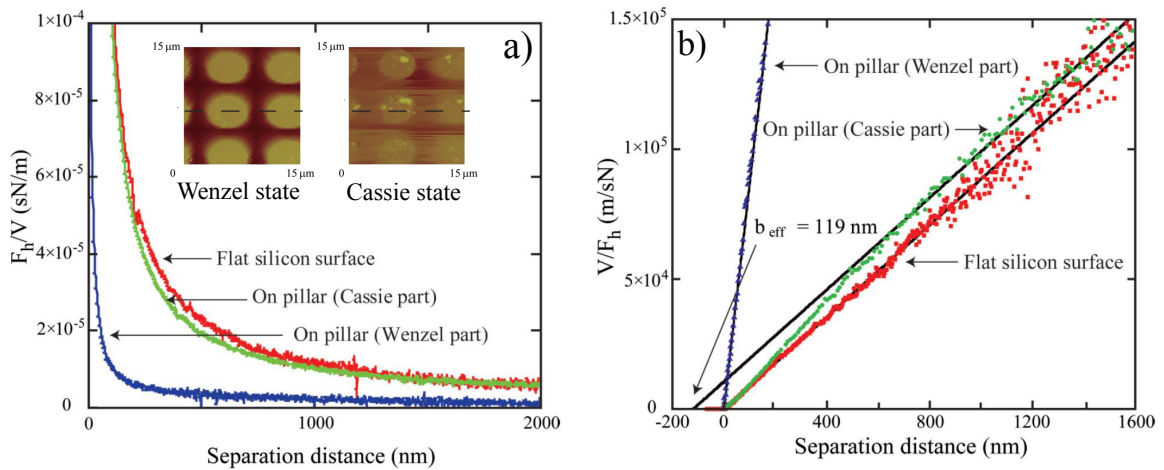 1×10⁻⁴
8×10⁻⁵
6×10⁻⁵
4×10⁻⁵
2×10⁻⁵
0
F_h/V (sN/m)
a)
15 μm
0
15 μm
Wenzel state
15 μm
0
15 μm
Cassie state
Flat silicon surface
On pillar (Cassie part)
On pillar (Wenzel part)
0
1000
2000
Separation distance (nm)
1.5×10⁵
1×10⁵
5×10⁴
0
V/F_h (m/sN)
b)
On pillar (Wenzel part)
On pillar (Cassie part)
b_eff = 119 nm
Flat silicon surface
-200
0
400
800
1200
1600
Separation distance (nm)